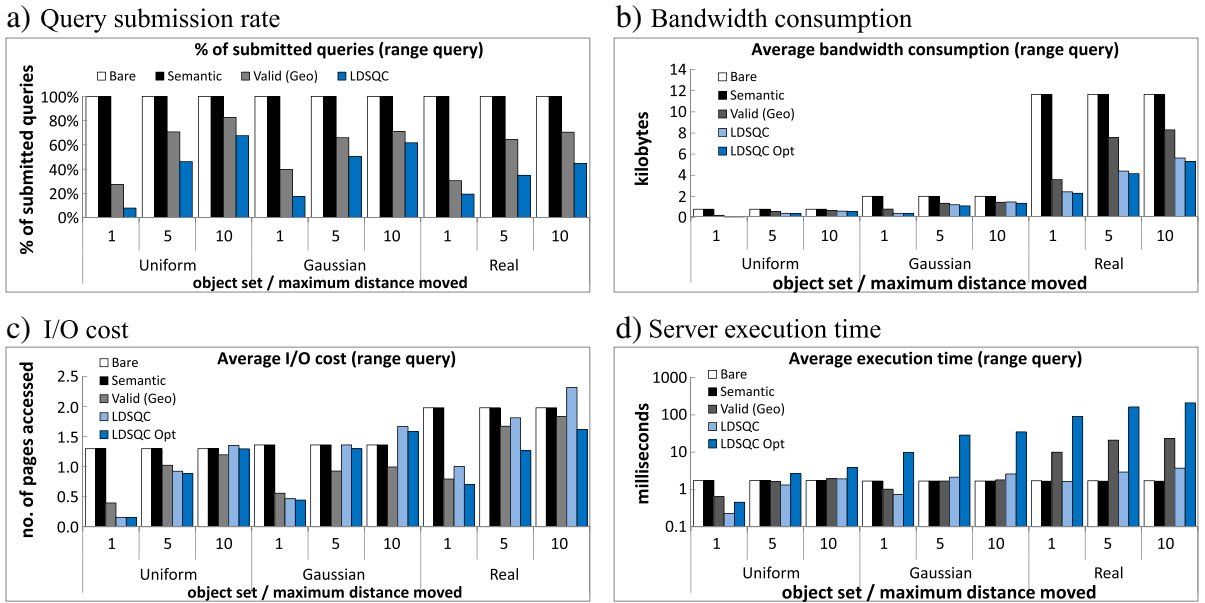 a) Query submission rate
% of submitted queries (range query)
Bare Semantic Valid (Geo) LDSQC
% of submitted queries
100%
80%
60%
40%
20%
0%
1 5 10 1 5 10 1 5 10
Uniform Gaussian Real
object set / maximum distance moved
b) Bandwidth consumption
Average bandwidth consumption (range query)
Bare
Semantic
Valid (Geo)
LDSQC
LDSQC Opt
kilobytes
14
12
10
8
6
4
2
0
1 5 10 1 5 10 1 5 10
Uniform Gaussian Real
object set / maximum distance moved
c) I/O cost
Average I/O cost (range query)
Bare
Semantic
Valid (Geo)
LDSQC
LDSQC Opt
no. of pages accessed
2.5
2.0
1.5
1.0
0.5
0.0
1 5 10 1 5 10 1 5 10
Uniform Gaussian Real
object set / maximum distance moved
d) Server execution time
Average execution time (range query)
Bare
Semantic
Valid (Geo)
LDSQC
LDSQC Opt
milliseconds
1000
100
10
1
0.1
1 5 10 1 5 10 1 5 10
Uniform Gaussian Real
object set / maximum distance moved